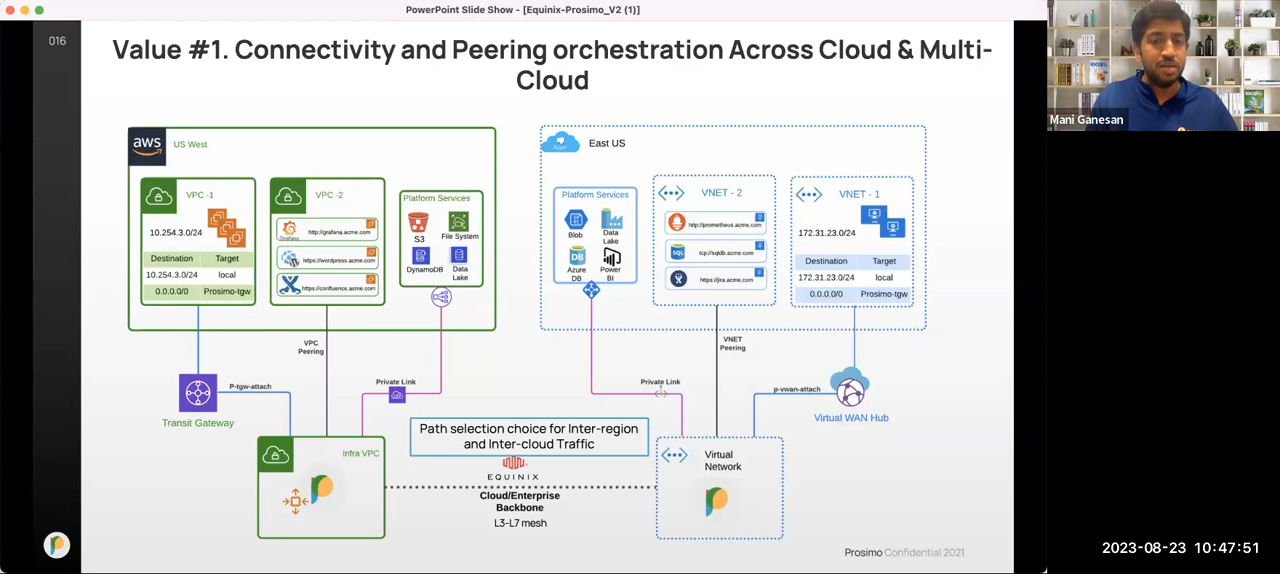 PowerPoint Slide Show - [Equinix-Prosimo_V2 (1)]
016
Value #1. Connectivity and Peering orchestration Across Cloud & Multi-
Cloud
Mani Ganesan
aws
US West
VPC -1
10.254.3.0/24
Destination Target
10.254.3.0/24 local
0.0.0.0/0 Prosimo-tgw
VPC -2
Grafana
http://grafana.acme.com
https://wordpress.acme.com
https://confluence.acme.com
Platform Services
S3
File System
DynamoDB
Data
Lake
Azure
East US
Platform Services
Blob
Data
Lake
Azure
DB
Power
BI
VNET - 2
http://prometheus.acme.com
SQL
tcp://sqldb.acme.com
https://jira.acme.com
VNET - 1
172.31.23.0/24
Destination Target
172.31.23.0/24 local
0.0.0.0/0 Prosimo-tgw
VPC
Peering
VNET
Peering
P-tgw-attach
Private Link
Private Link
p-vwan-attach
Transit Gateway
Virtual WAN Hub
Path selection choice for Inter-region
and Inter-cloud Traffic
Infra VPC
Virtual
Network
EQUINIX
Cloud/Enterprise
Backbone
L3-L7 mesh
Prosimo Confidential 2021
2023-08-23 10:47:51